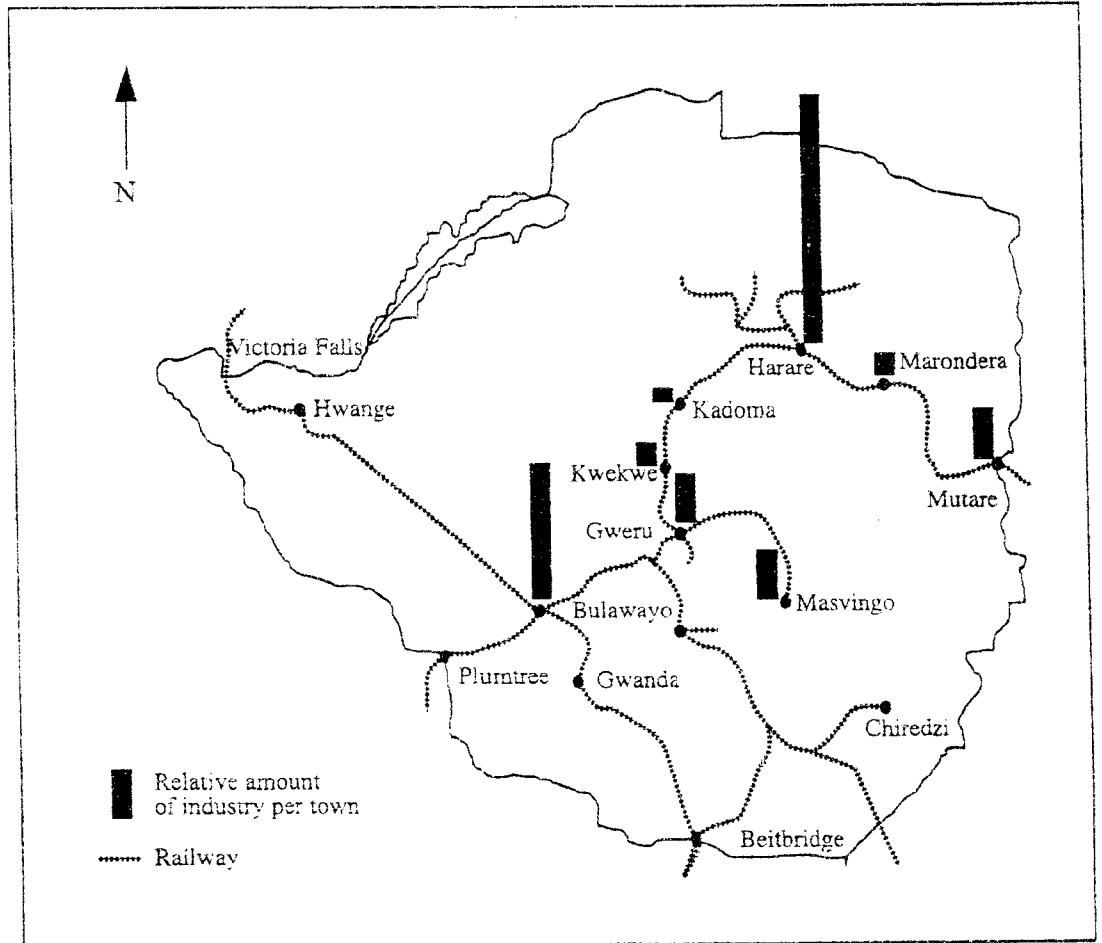 N
Victoria Falls
Hwange
Harare
Marondera
Kadoma
Kwekwe
Mutare
Gweru
Bulawayo
Masvingo
Plumtree
Gwanda
Chiredzi
Relative amount
of industry per town
Beitbridge
Railway